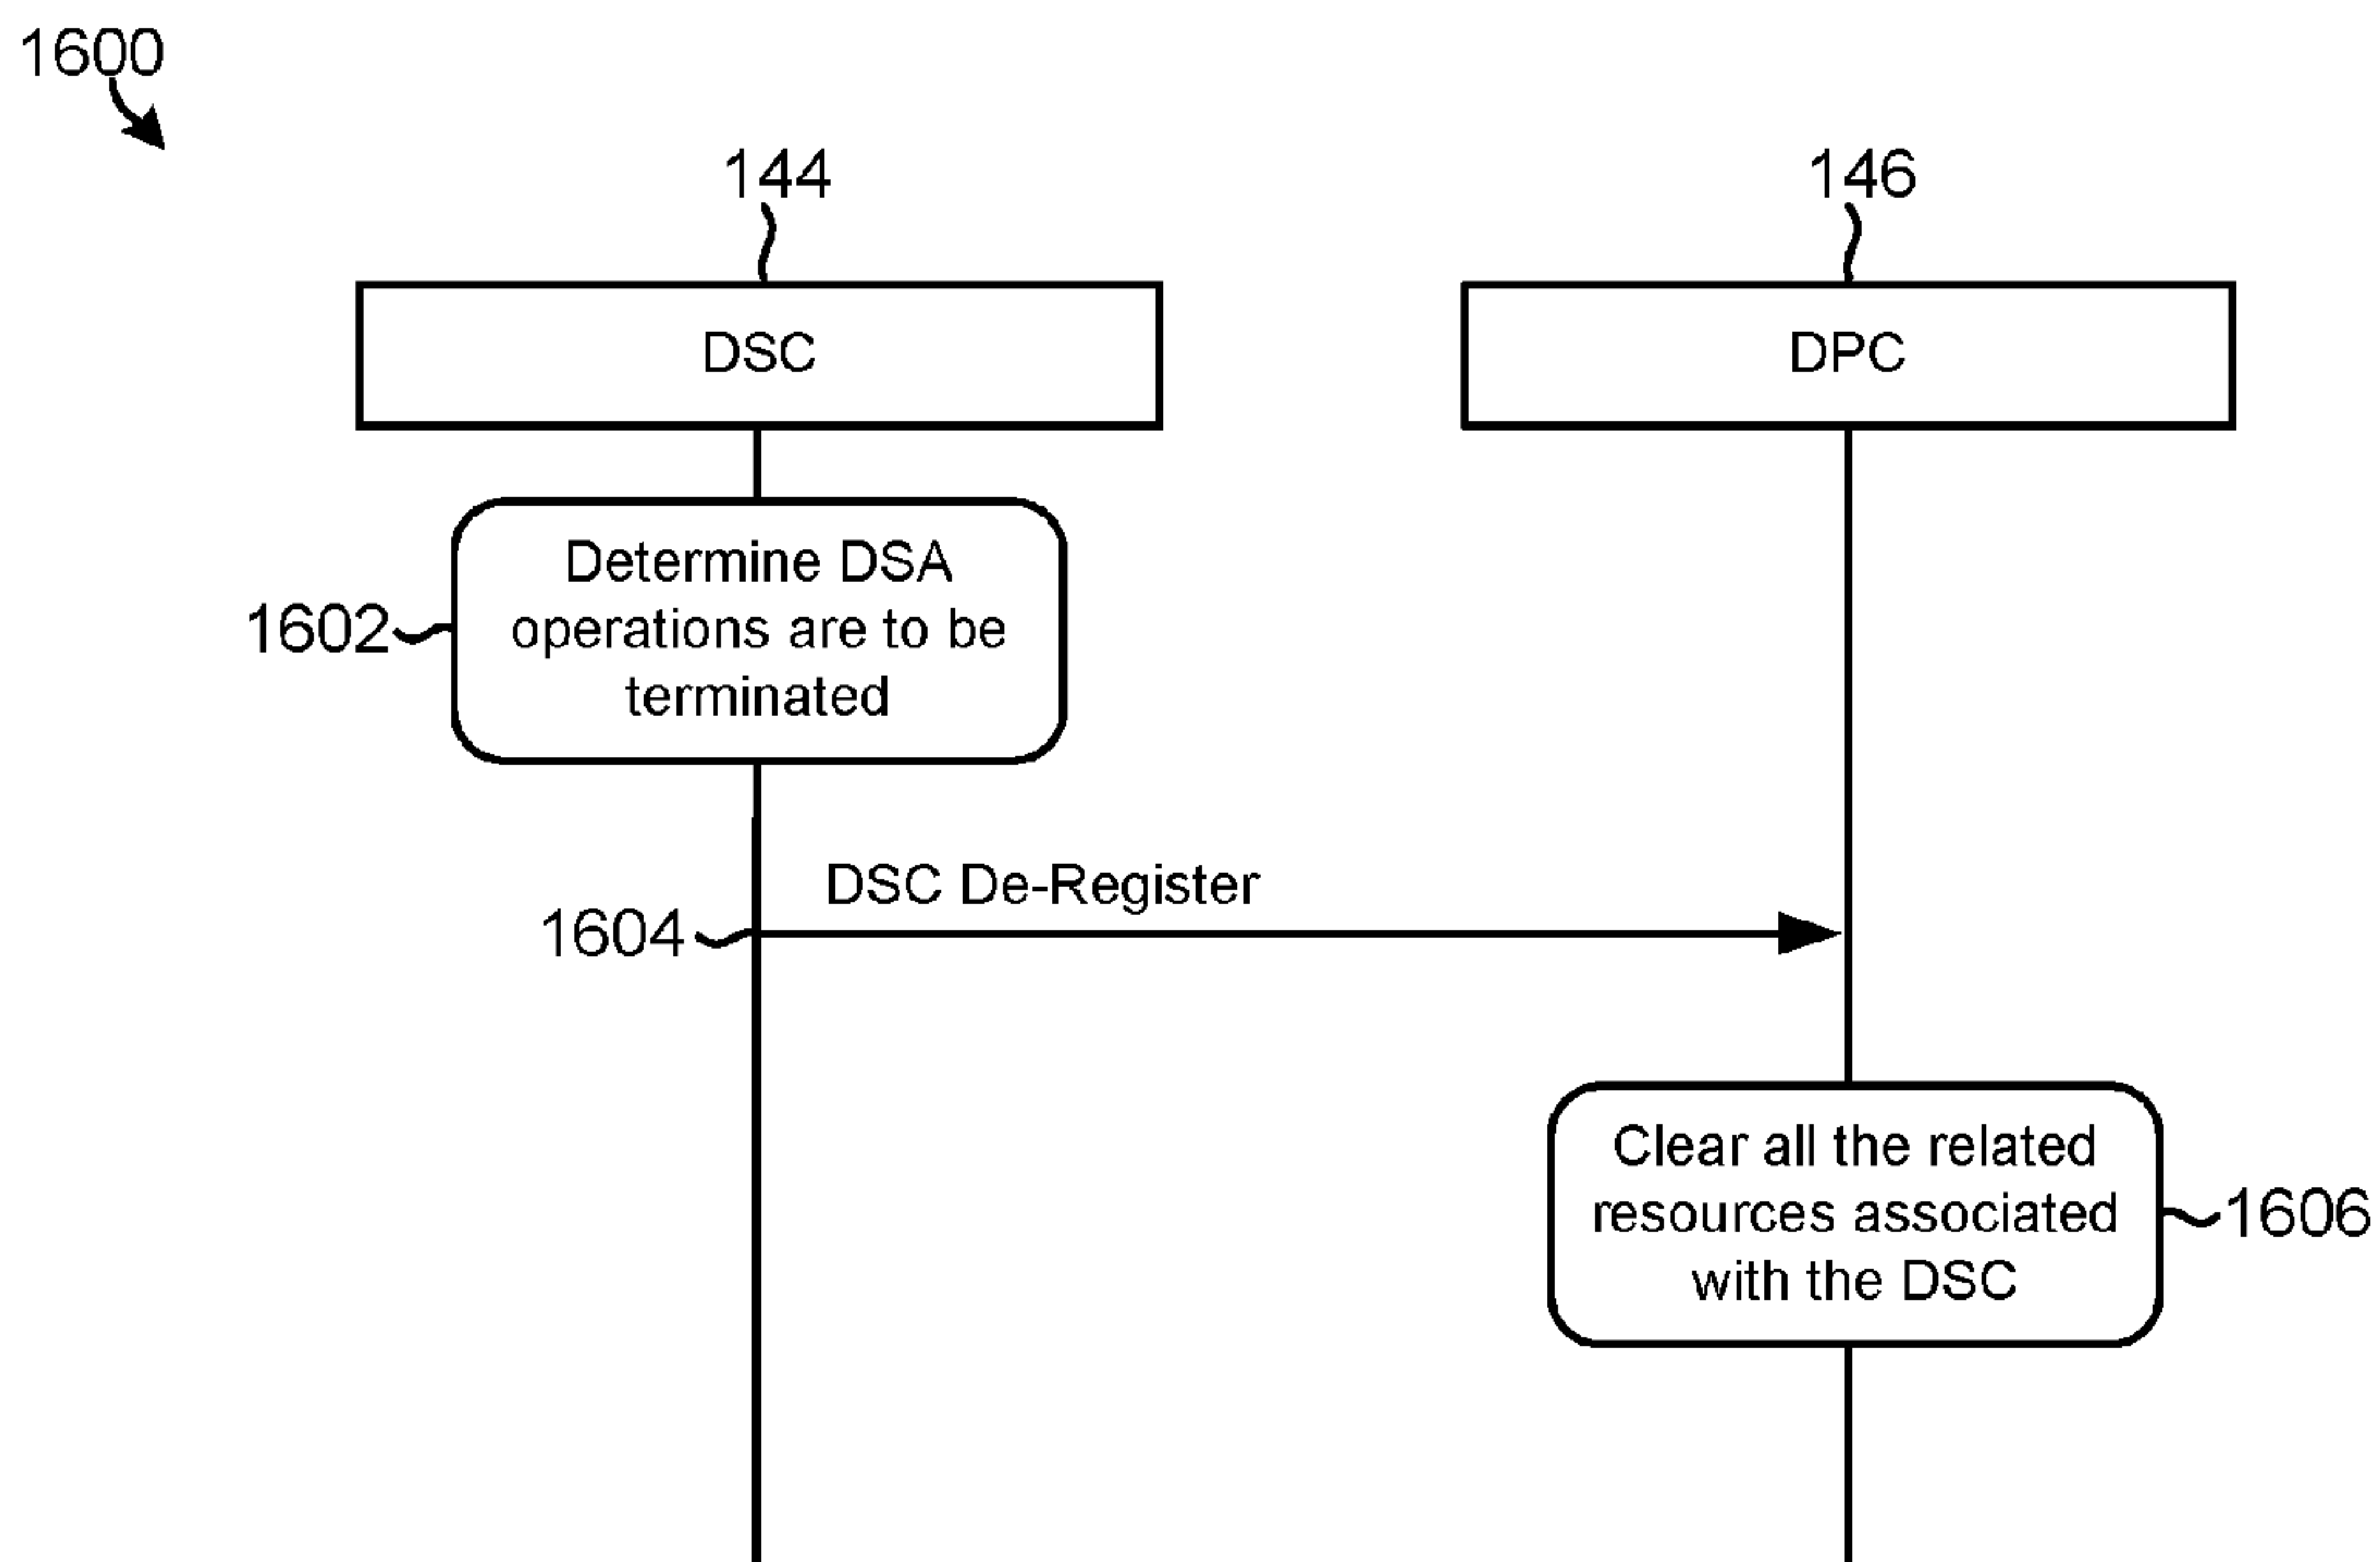 1600
144
146
DSC
DPC
Determine DSA
operations are to be
terminated
1602
DSC De-Register
1604
Clear all the related
resources associated
with the DSC
1606